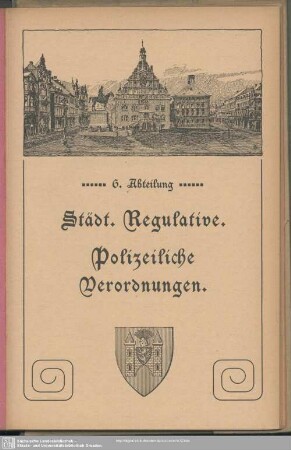 6. Abteilung
Städt. Regulative.
Polizeiliche
Verordnungen.